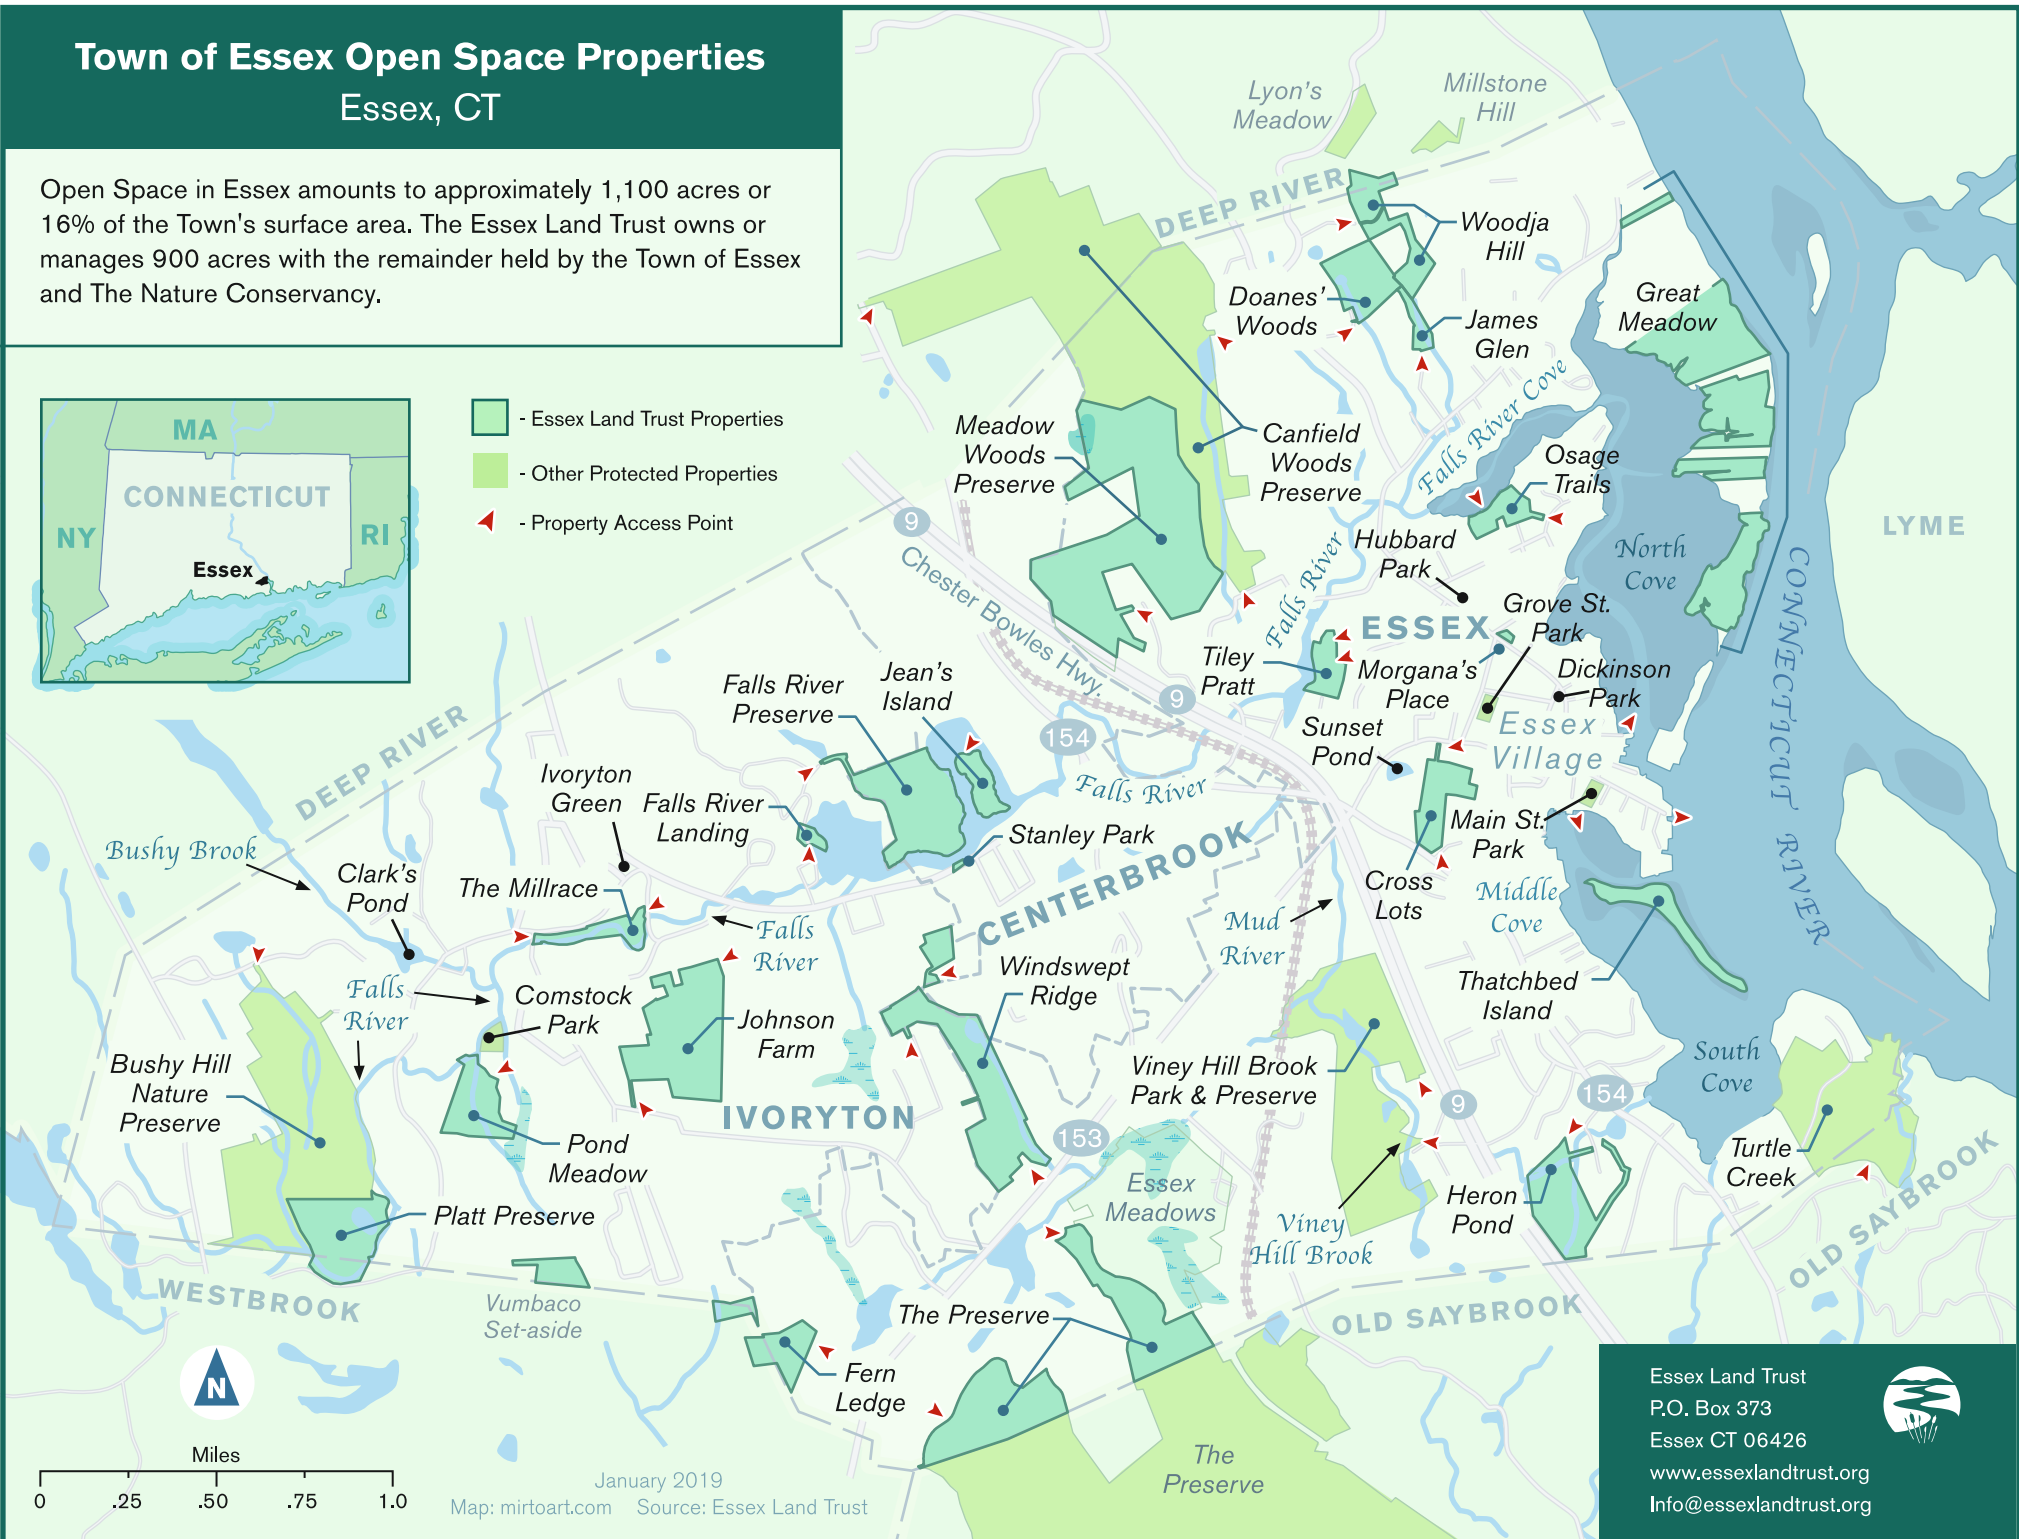 Town of Essex Open Space Properties
Essex, CT
Open Space in Essex amounts to approximately 1,100 acres or
16% of the Town's surface area. The Essex Land Trust owns or
manages 900 acres with the remainder held by the Town of Essex
and The Nature Conservancy.
MA
CONNECTICUT
NY
RI
Essex
- Essex Land Trust Properties
- Other Protected Properties
- Property Access Point
Lyon's
Meadow
Millstone
Hill
DEEP RIVER
Woodja
Hill
Doanes'
Woods
James
Glen
Great
Meadow
Meadow
Woods
Preserve
Canfield
Woods
Preserve
Falls River Cove
Osage
Trails
LYME
9
Chester Bowles Hwy.
Hubbard
Park
North
Cove
CONNECTICUT RIVER
Falls River
Grove St.
Park
ESSEX
Tiley
Pratt
Morgana's
Place
Dickinson
Park
Jean's
Island
Falls River
Preserve
9
154
Sunset
Pond
Essex
Village
DEEP RIVER
Ivoryton
Green
Falls River
Landing
Falls River
Stanley Park
Main St.
Park
Bushy Brook
Clark's
Pond
The Millrace
CENTERBROOK
Cross
Lots
Middle
Cove
Mud
River
Falls
River
Windswept
Ridge
Thatchbed
Island
Falls
River
Comstock
Park
Johnson
Farm
South
Cove
Bushy Hill
Nature
Preserve
Viney Hill Brook
Park & Preserve
9
154
IVORYTON
153
Pond
Meadow
Turtle
Creek
Essex
Meadows
Heron
Pond
Platt Preserve
Viney
Hill Brook
OLD SAYBROOK
WESTBROOK
Vumbaco
Set-aside
The Preserve
OLD SAYBROOK
Fern
Ledge
The
Preserve
N
Miles
0 .25 .50 .75 1.0
January 2019
Map: mirtoart.com Source: Essex Land Trust
Essex Land Trust
P.O. Box 373
Essex CT 06426
www.essexlandtrust.org
Info@essexlandtrust.org